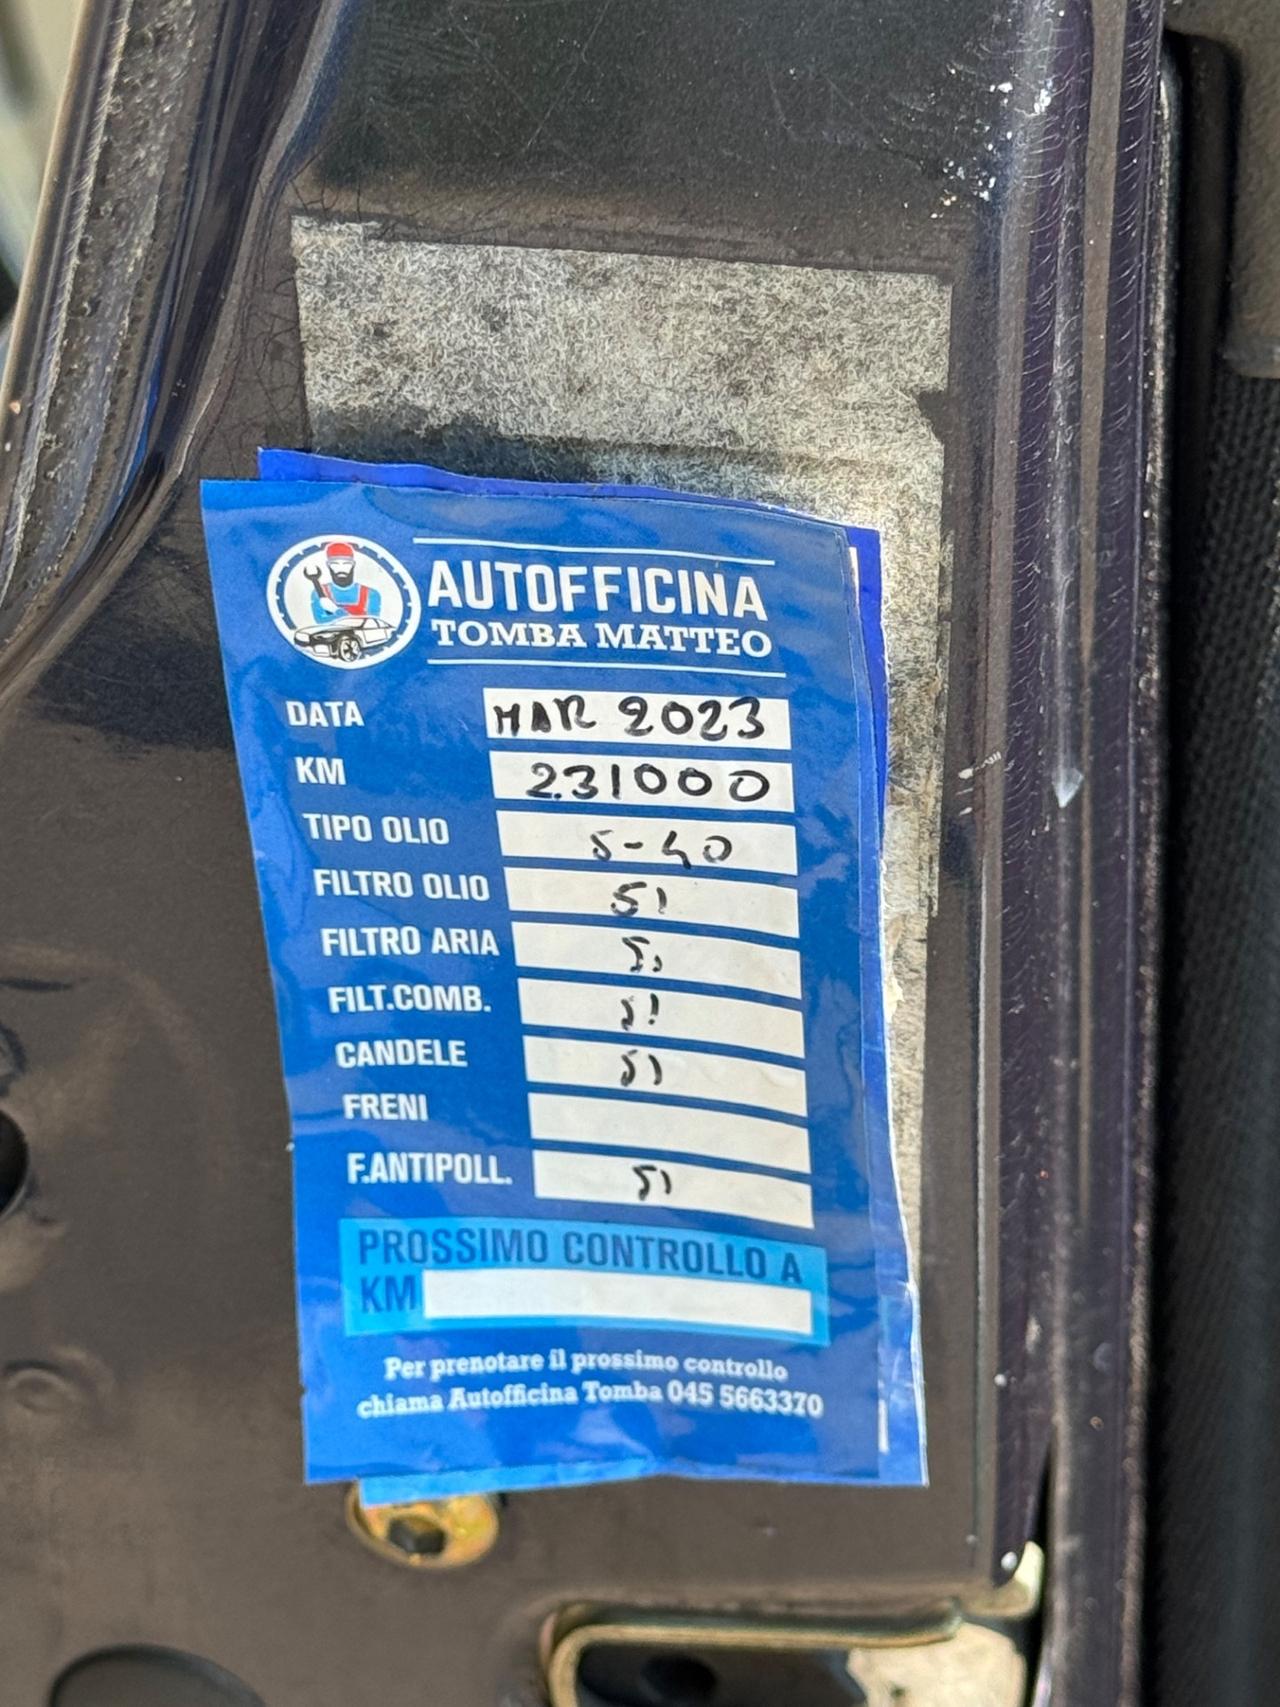 AUTOFFICINA
TOMBA MATTEO
DATA MAR 2023
KM 231000
TIPO OLIO 5-40
FILTRO OLIO SI
FILTRO ARIA Si
FILT.COMB. SI
CANDELE SI
FRENI
F.ANTIPOLL. SI
PROSSIMO CONTROLLO A
KM
Per prenotare il prossimo controllo
chiama Autofficina Tomba 045 5663370